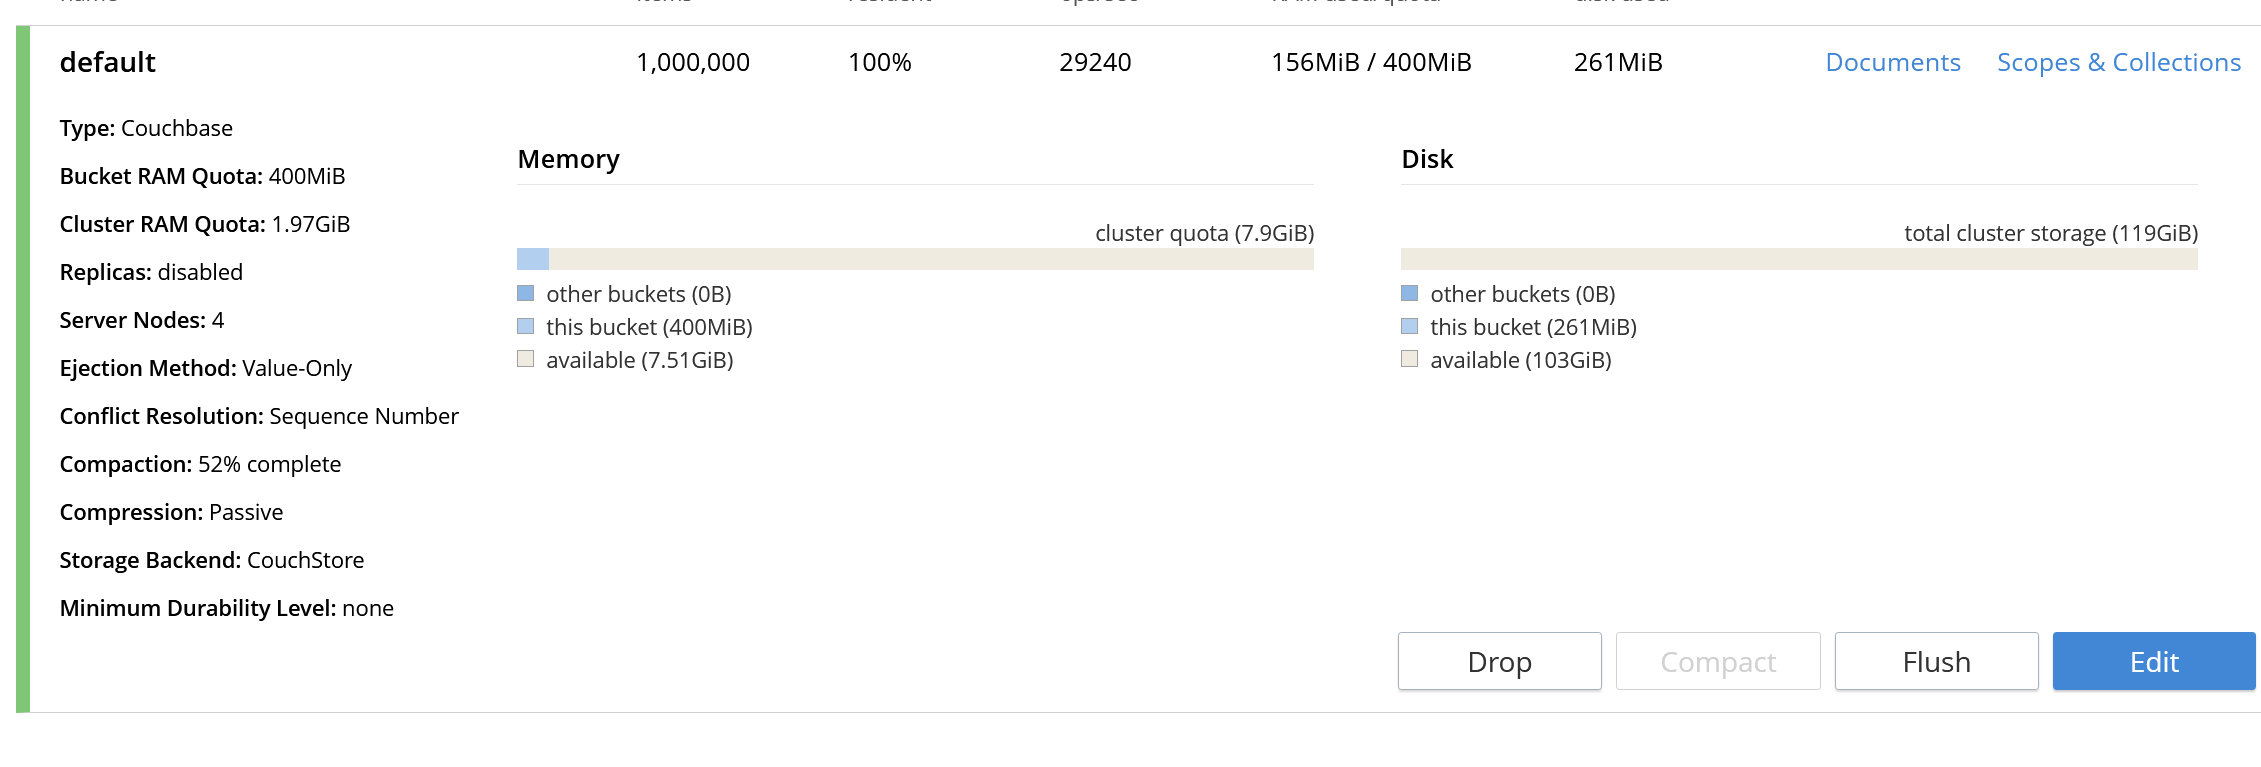 default 1,000,000 100% 29240 156MiB / 400MiB 261MiB Documents Scopes & Collections
Type: Couchbase
Bucket RAM Quota: 400MiB
Cluster RAM Quota: 1.97GiB
Replicas: disabled
Server Nodes: 4
Ejection Method: Value-Only
Conflict Resolution: Sequence Number
Compaction: 52% complete
Compression: Passive
Storage Backend: CouchStore
Minimum Durability Level: none
Memory
cluster quota (7.9GiB)
other buckets (0B)
this bucket (400MiB)
available (7.51GiB)
Disk
total cluster storage (119GiB)
other buckets (0B)
this bucket (261MiB)
available (103GiB)
Drop Compact Flush Edit